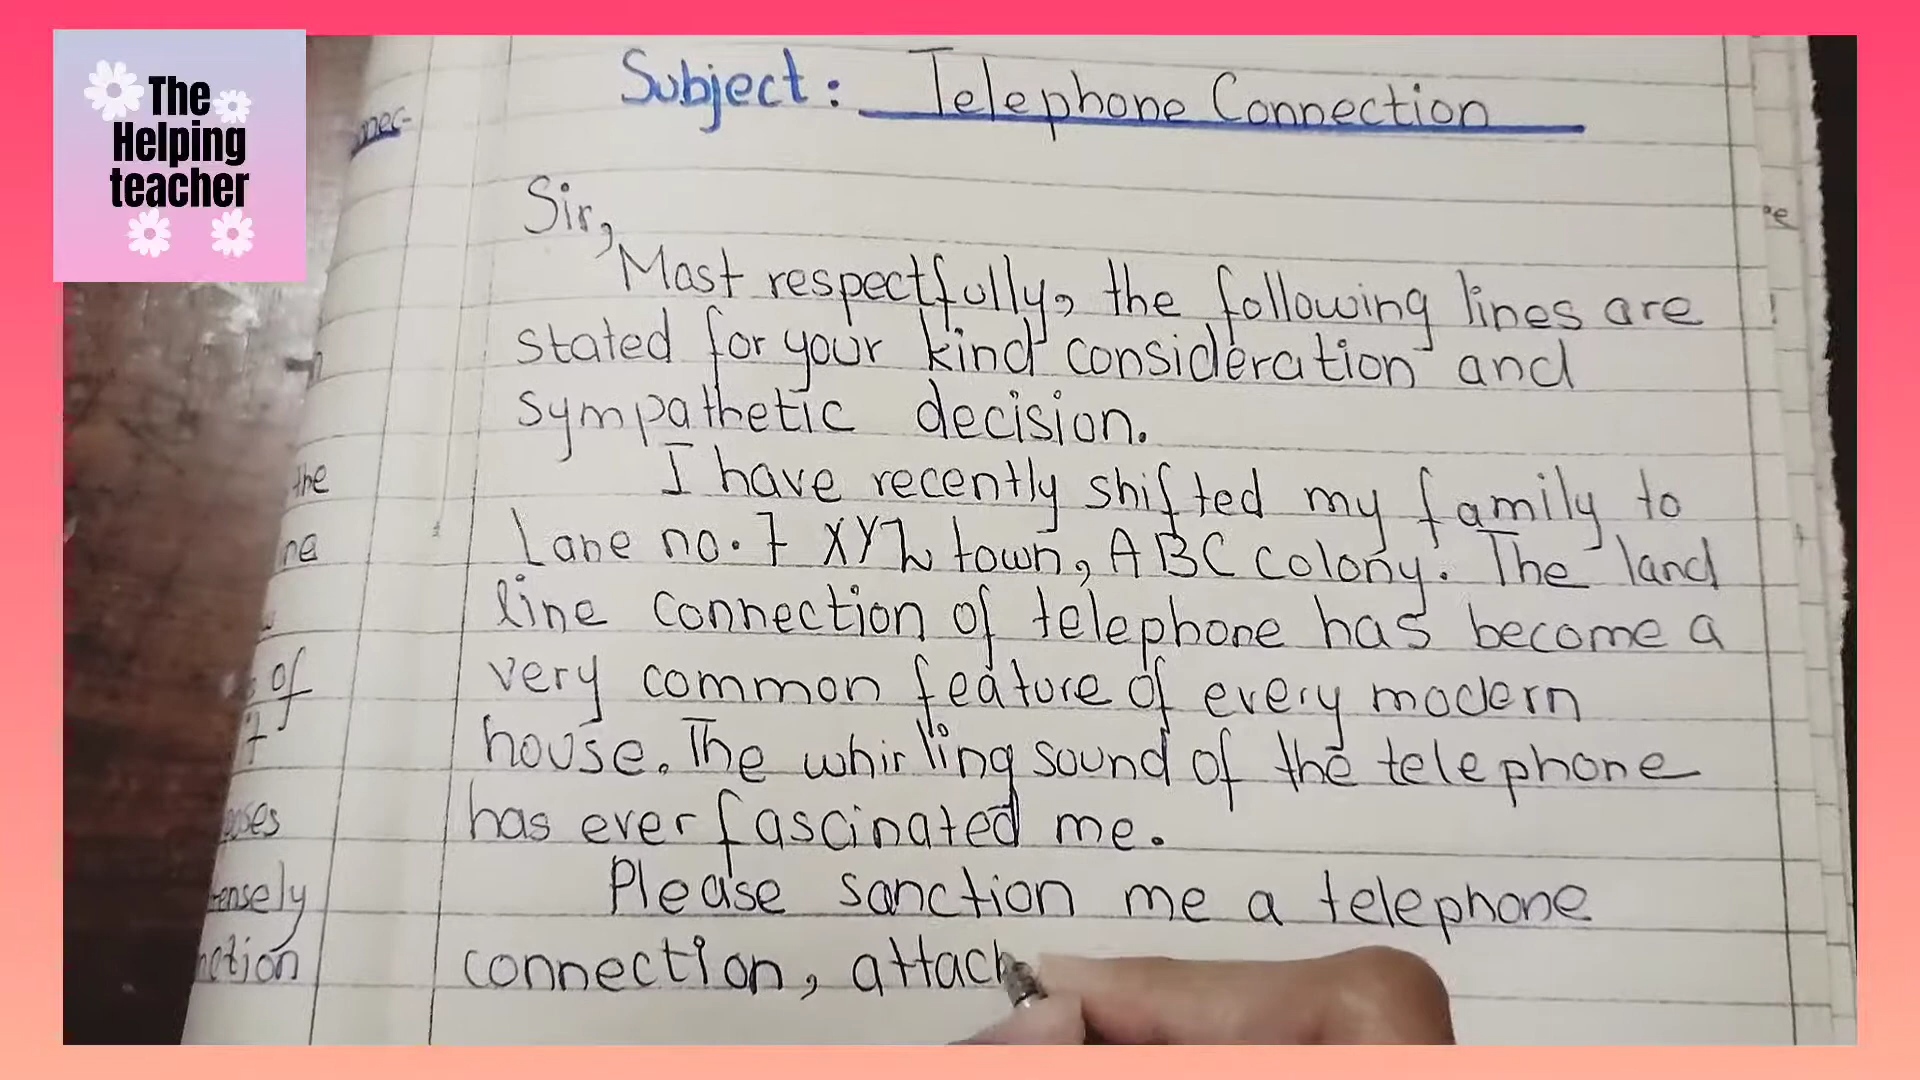 The
Helping
teacher
Subject: Telephone Connection
Sir,
Most respectfully, the following lines are
stated for your kind consideration and
sympathetic decision.
I have recently shifted my family to
Lane no. 7 XYZ town, ABC colony. The land
line connection of telephone has become a
very common feature of every modern
house. The whirling sound of the telephone
has ever fascinated me.
Please sanction me a telephone
connection, attach
the
of